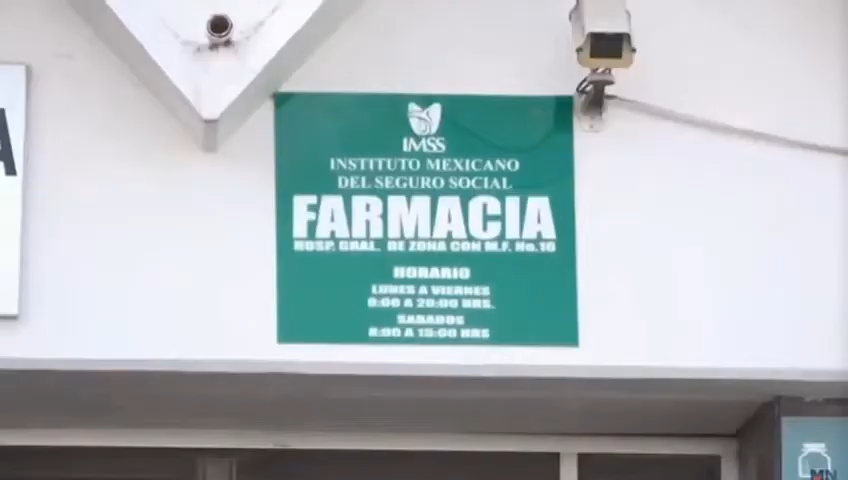 A
IMSS
INSTITUTO MEXICANO
DEL SEGURO SOCIAL
FARMACIA
HOSP. GRAL. DE ZONA CON M.F. No.16
HORARIO
LUNES A VIERNES
8:00 A 20:00 HRS.
SABADOS
8:00 A 15:00 HRS
MN